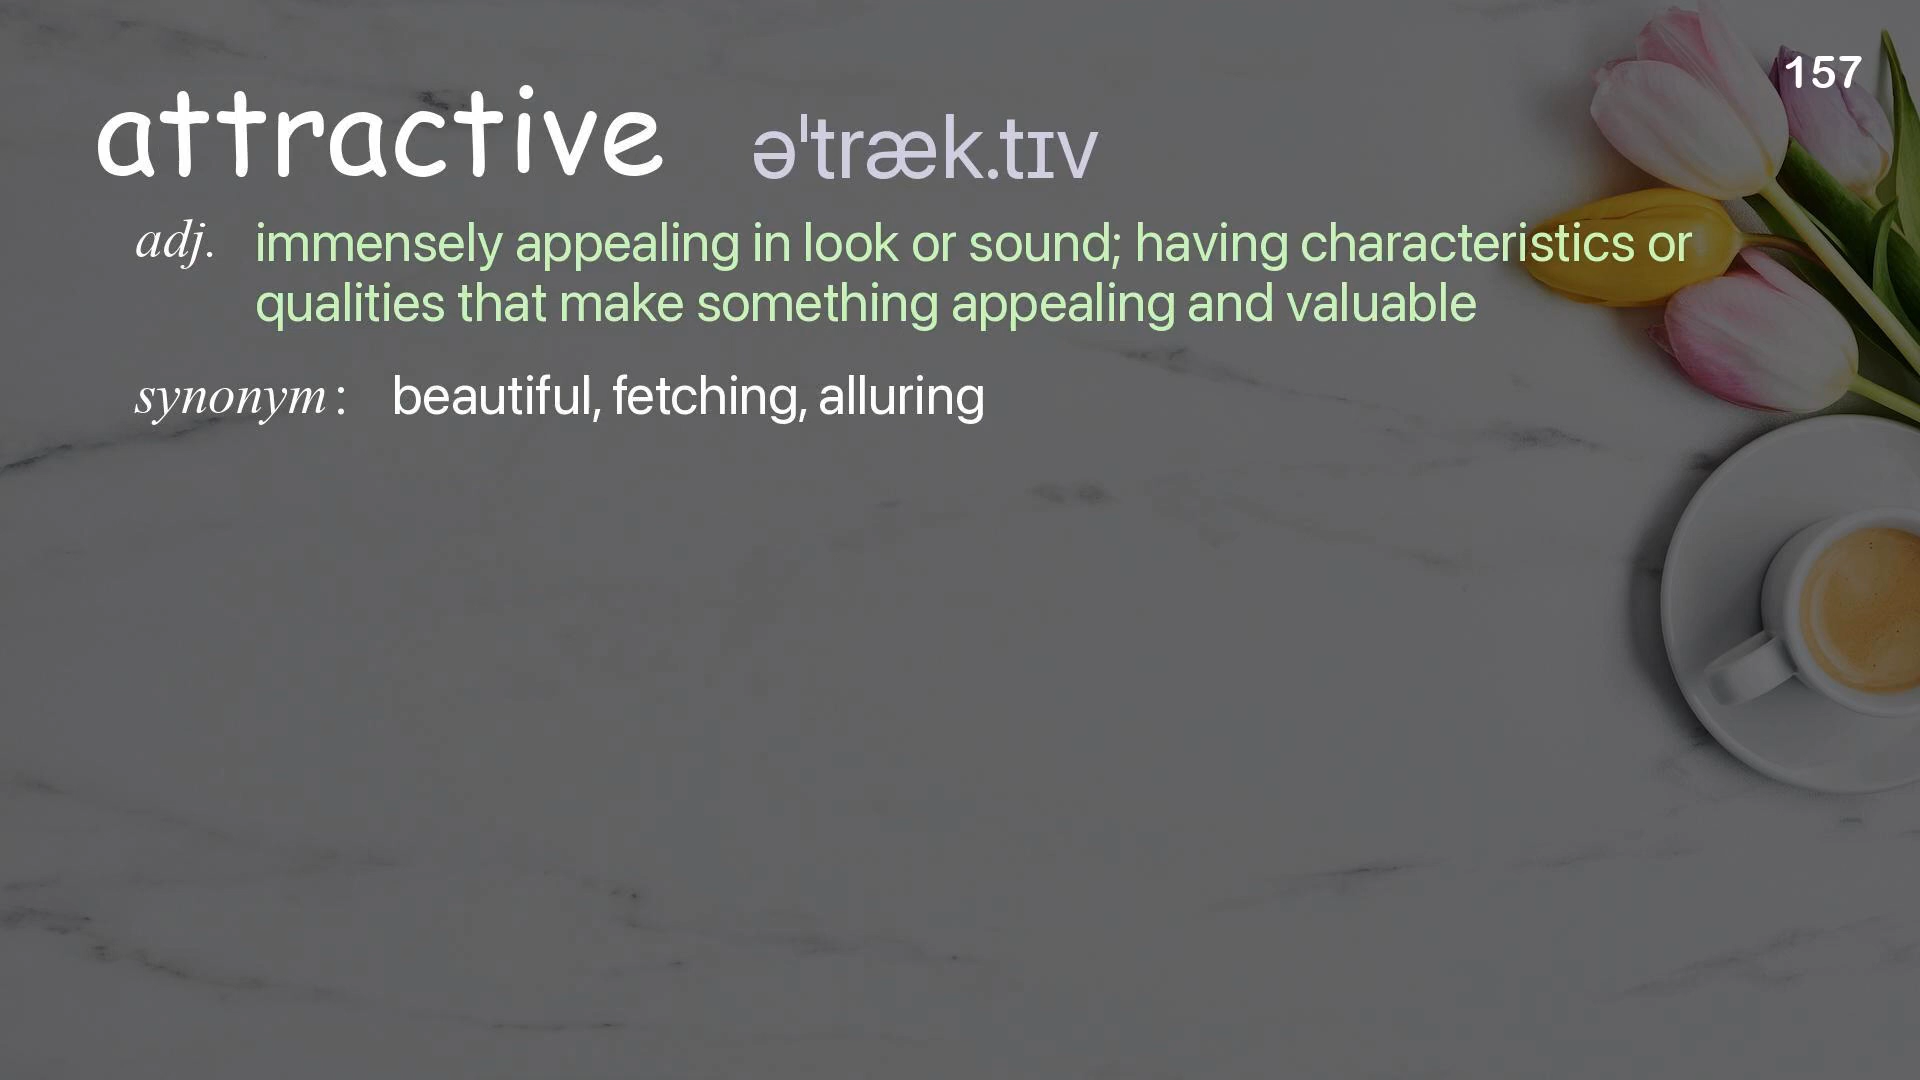 157
attractive əˈtræk.tɪv
adj. immensely appealing in look or sound; having characteristics or
qualities that make something appealing and valuable
synonym : beautiful, fetching, alluring